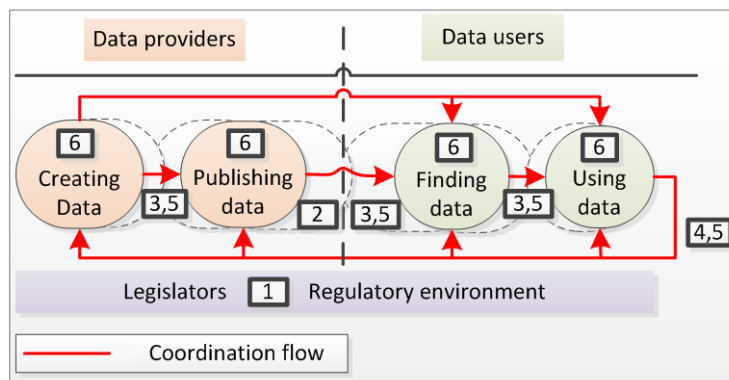 Data providers
Data users
6
Creating
Data
3,5
6
Publishing
data
2
3,5
6
Finding
data
3,5
6
Using
data
4,5
Legislators 1 Regulatory environment
Coordination flow